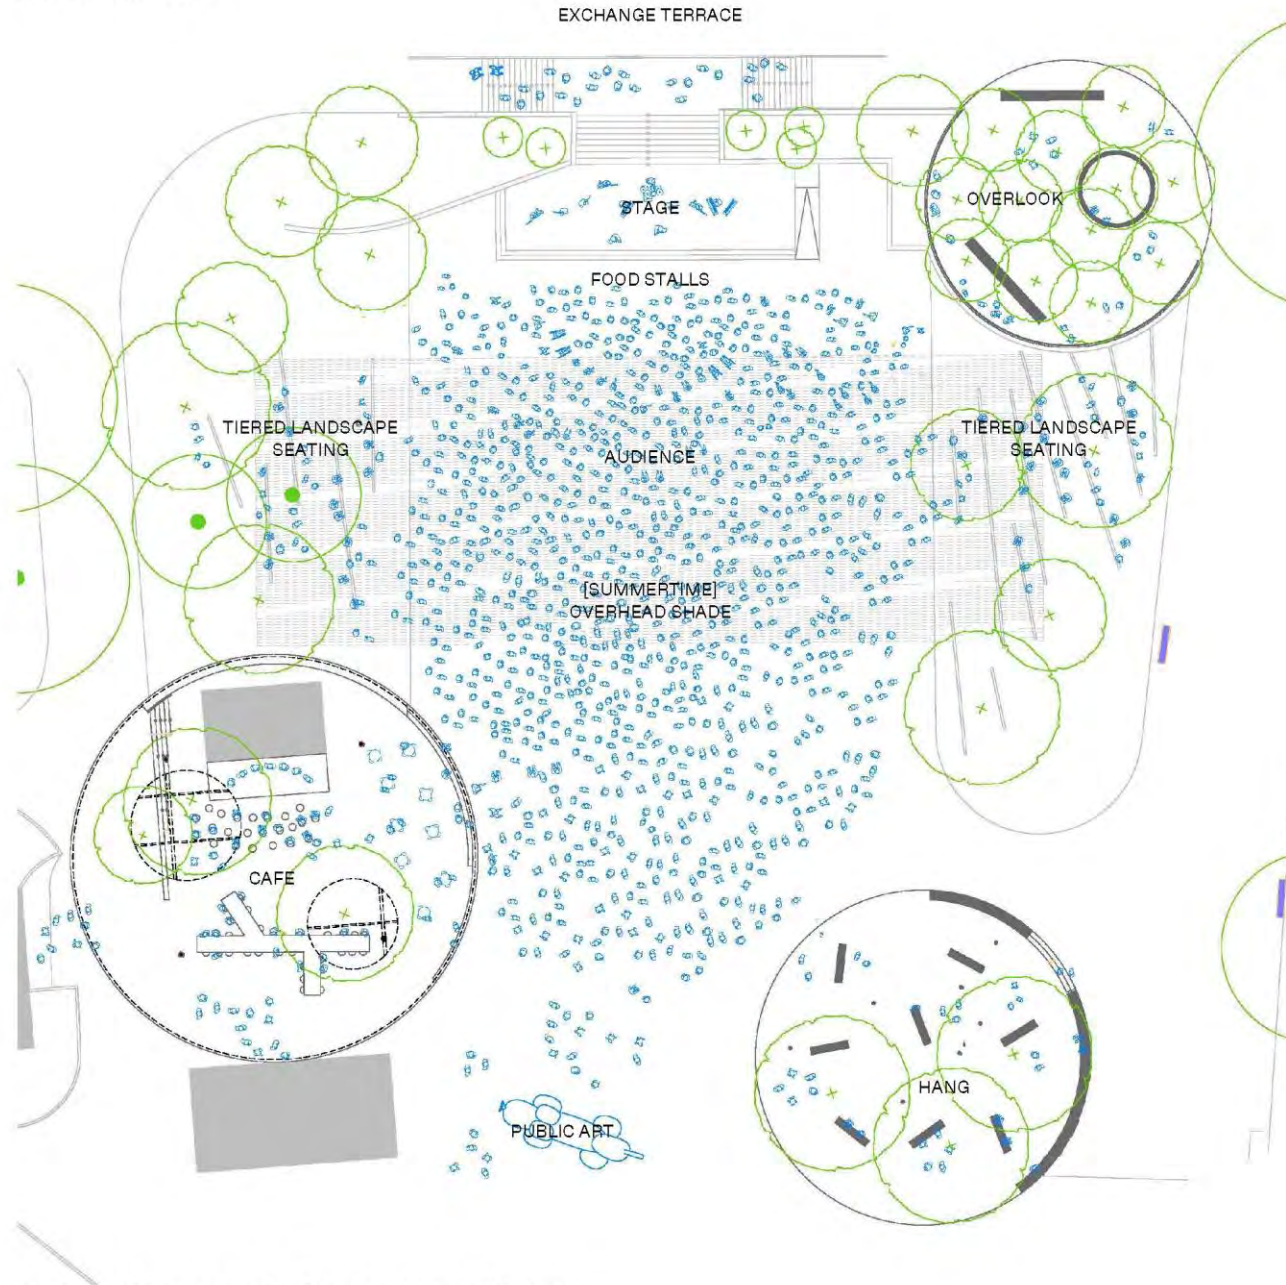 EXCHANGE TERRACE
STAGE
OVERLOOK
FOOD STALLS
TIERED LANDSCAPE
SEATING
AUDIENCE
TIERED LANDSCAPE
SEATING
[SUMMERTIME]
OVERHEAD SHADE
CAFE
HANG
PUBLIC ART